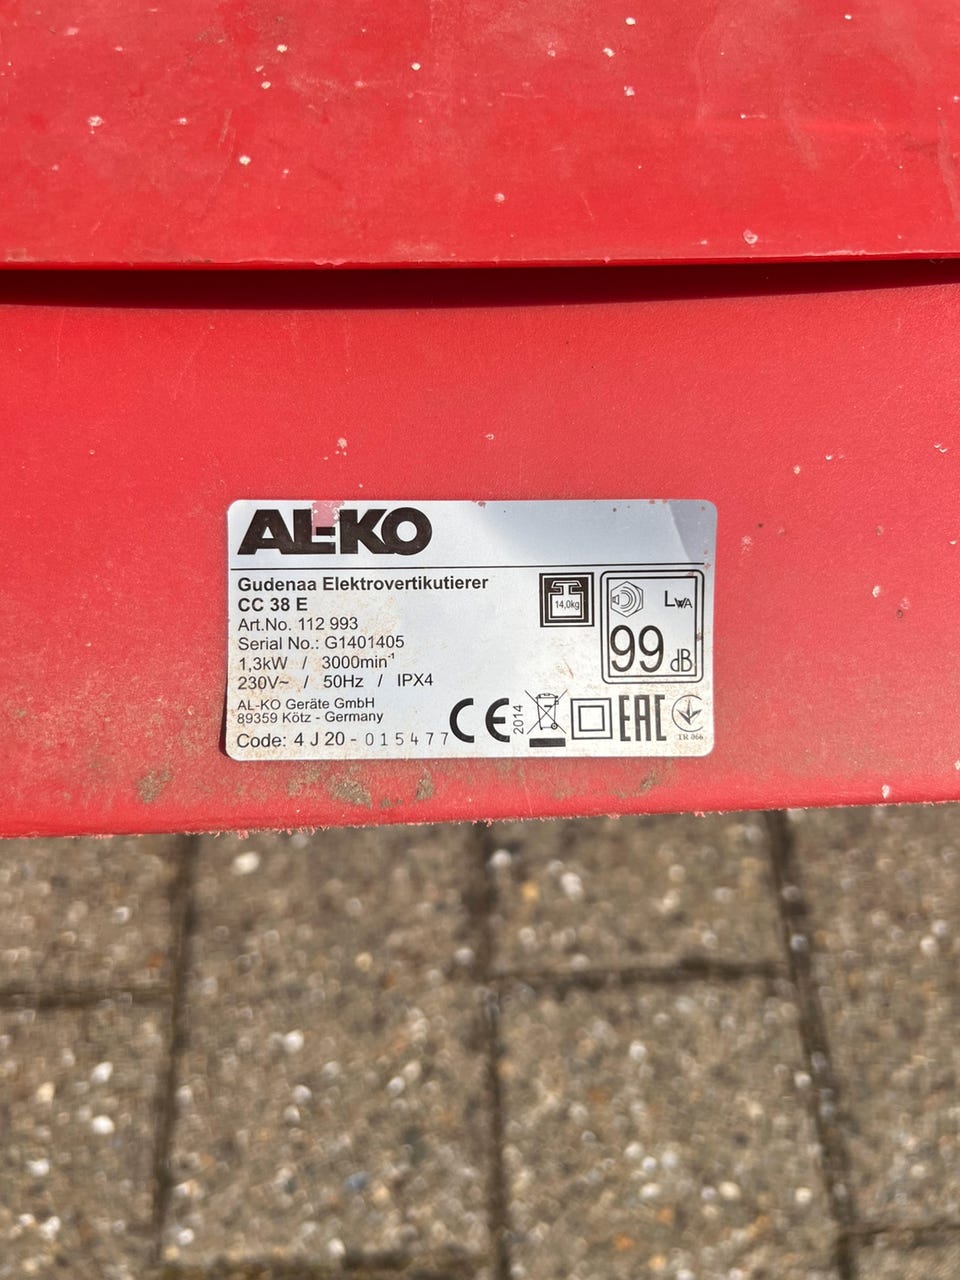 AL-KO
Gudenaa Elektrovertikutierer
CC 38 E
Art.No. 112 993
Serial No.: G1401405
1,3kW / 3000min⁻¹
230V~ / 50Hz / IPX4
AL-KO Geräte GmbH
89359 Kötz - Germany
Code: 4 J 20 - 015477
14,0kg
LWA
99 dB
CE 2014
EAC
TR 066